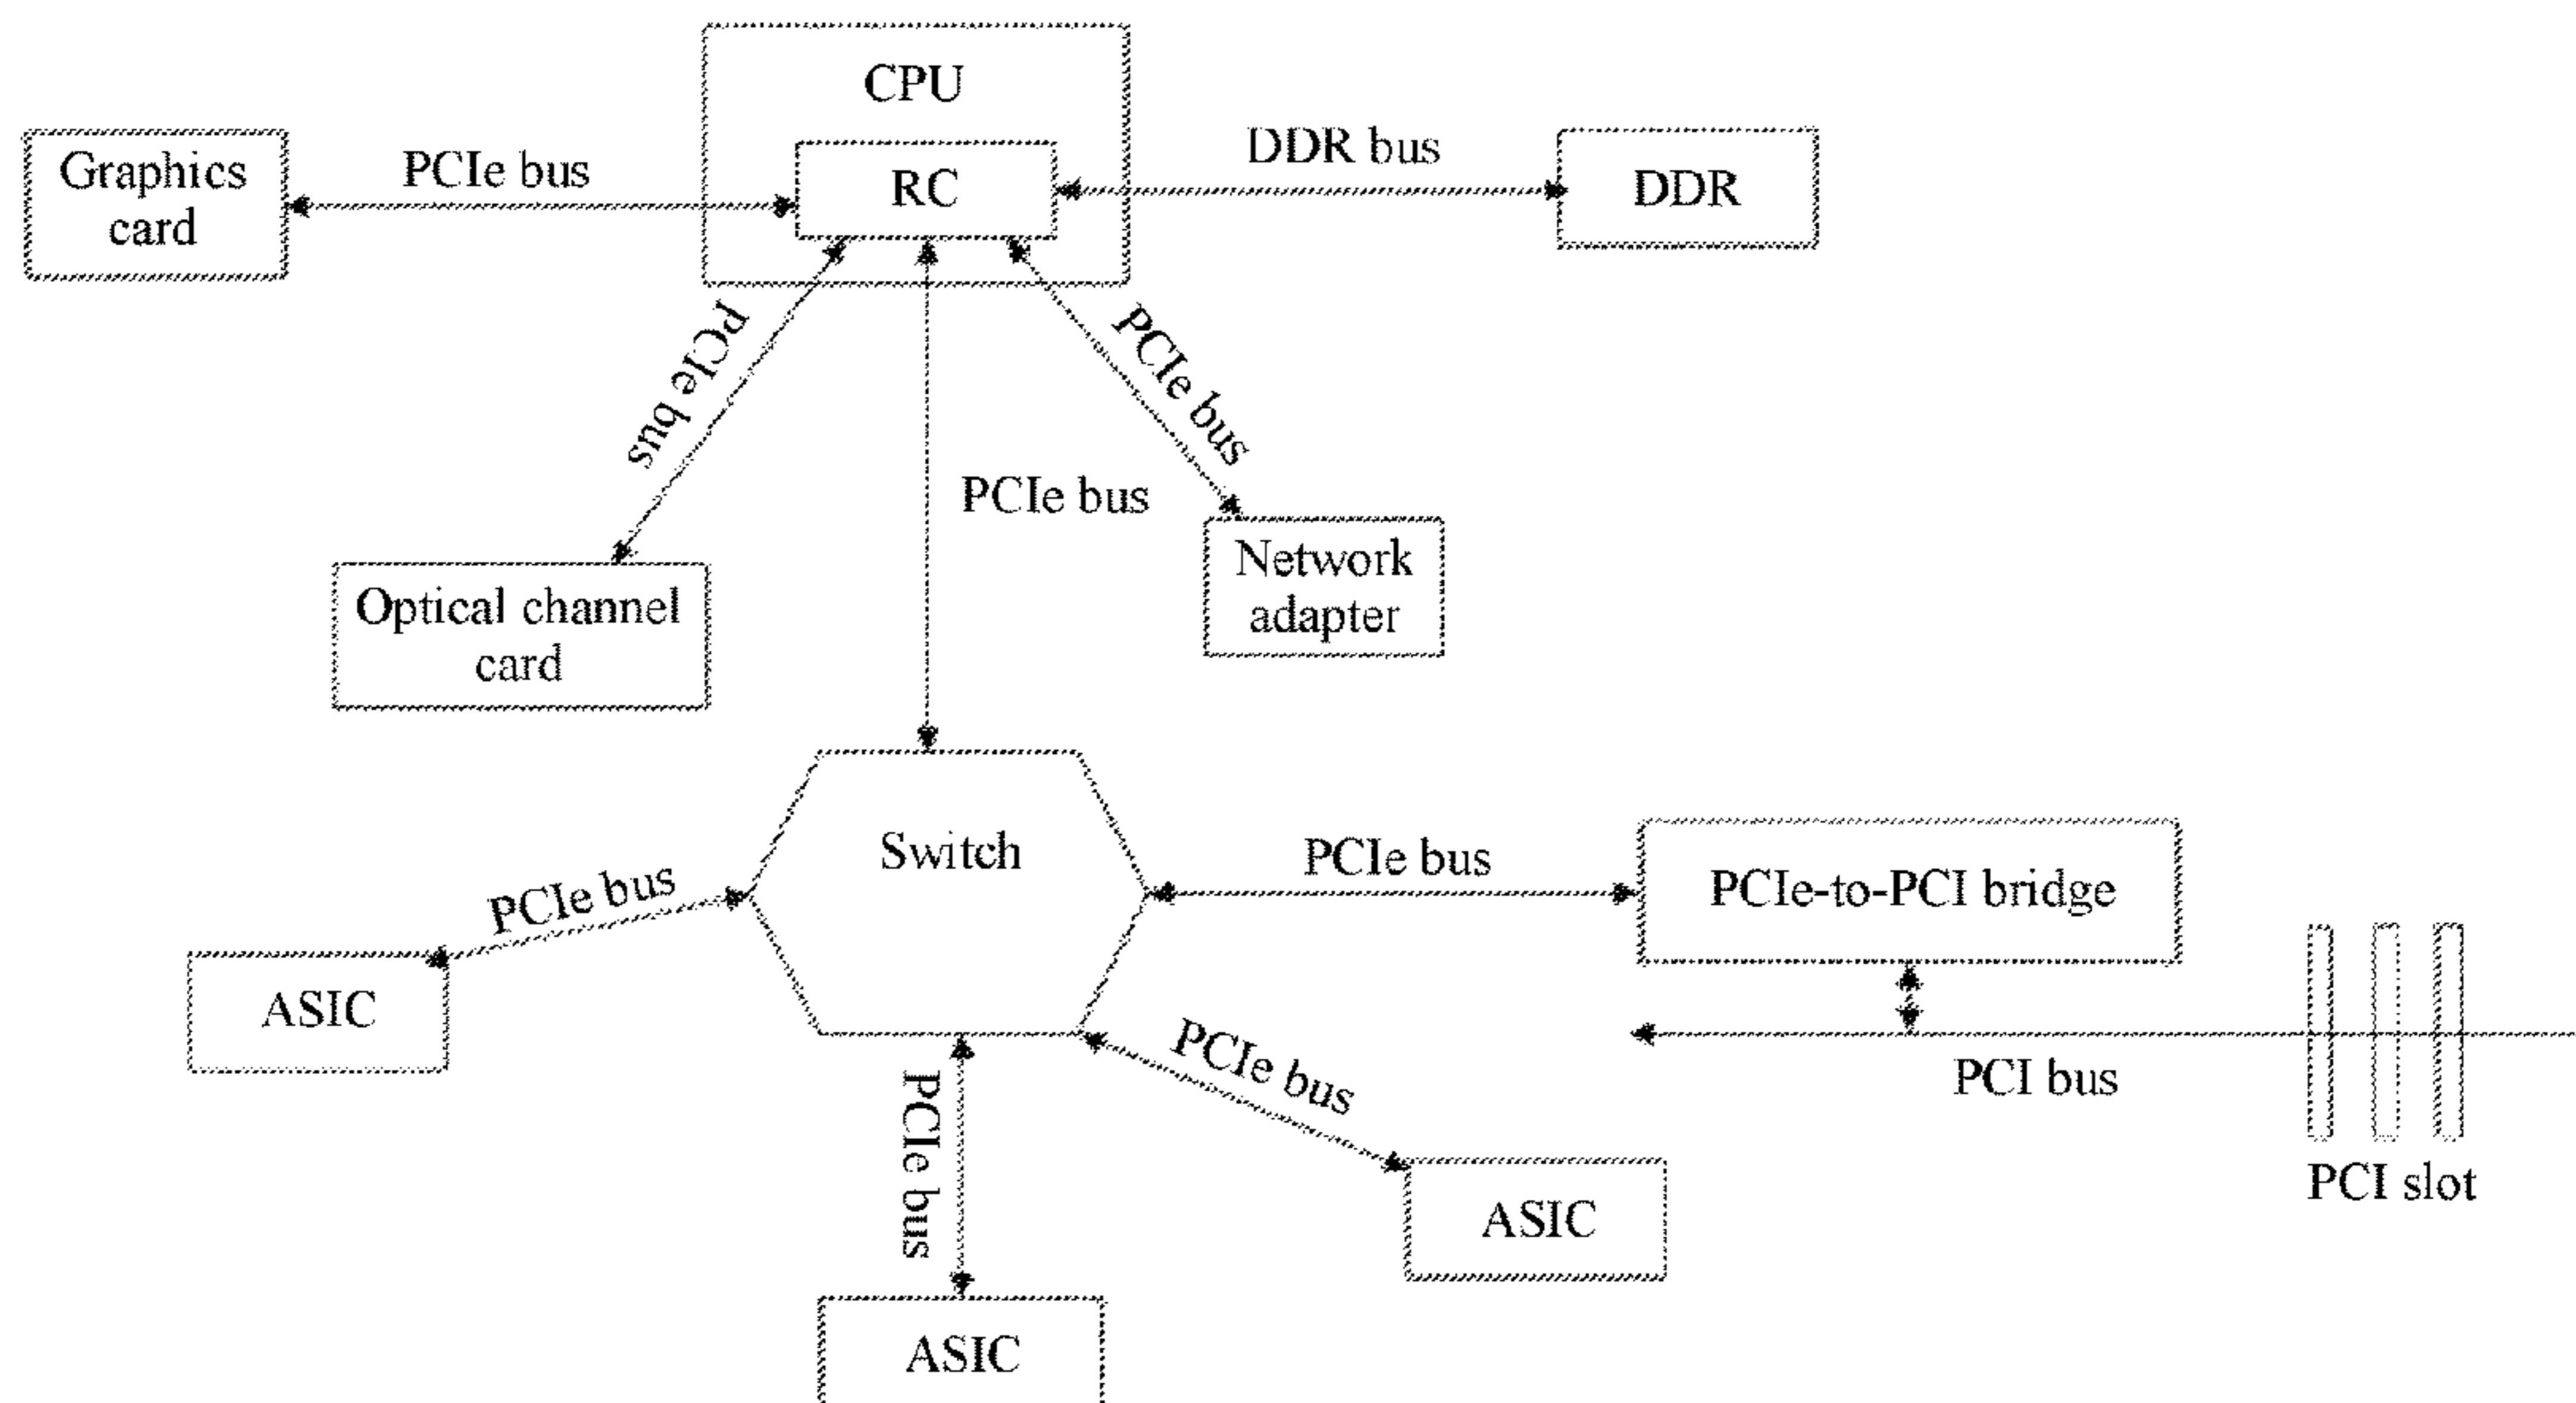 CPU
Graphics
card
PCIe bus
RC
DDR bus
DDR
PCIe bus
PCIe bus
PCIe bus
Optical channel
card
Network
adapter
Switch
PCIe bus
PCIe bus
PCIe-to-PCI bridge
ASIC
PCIe bus
PCIe bus
PCI bus
PCI slot
ASIC
ASIC